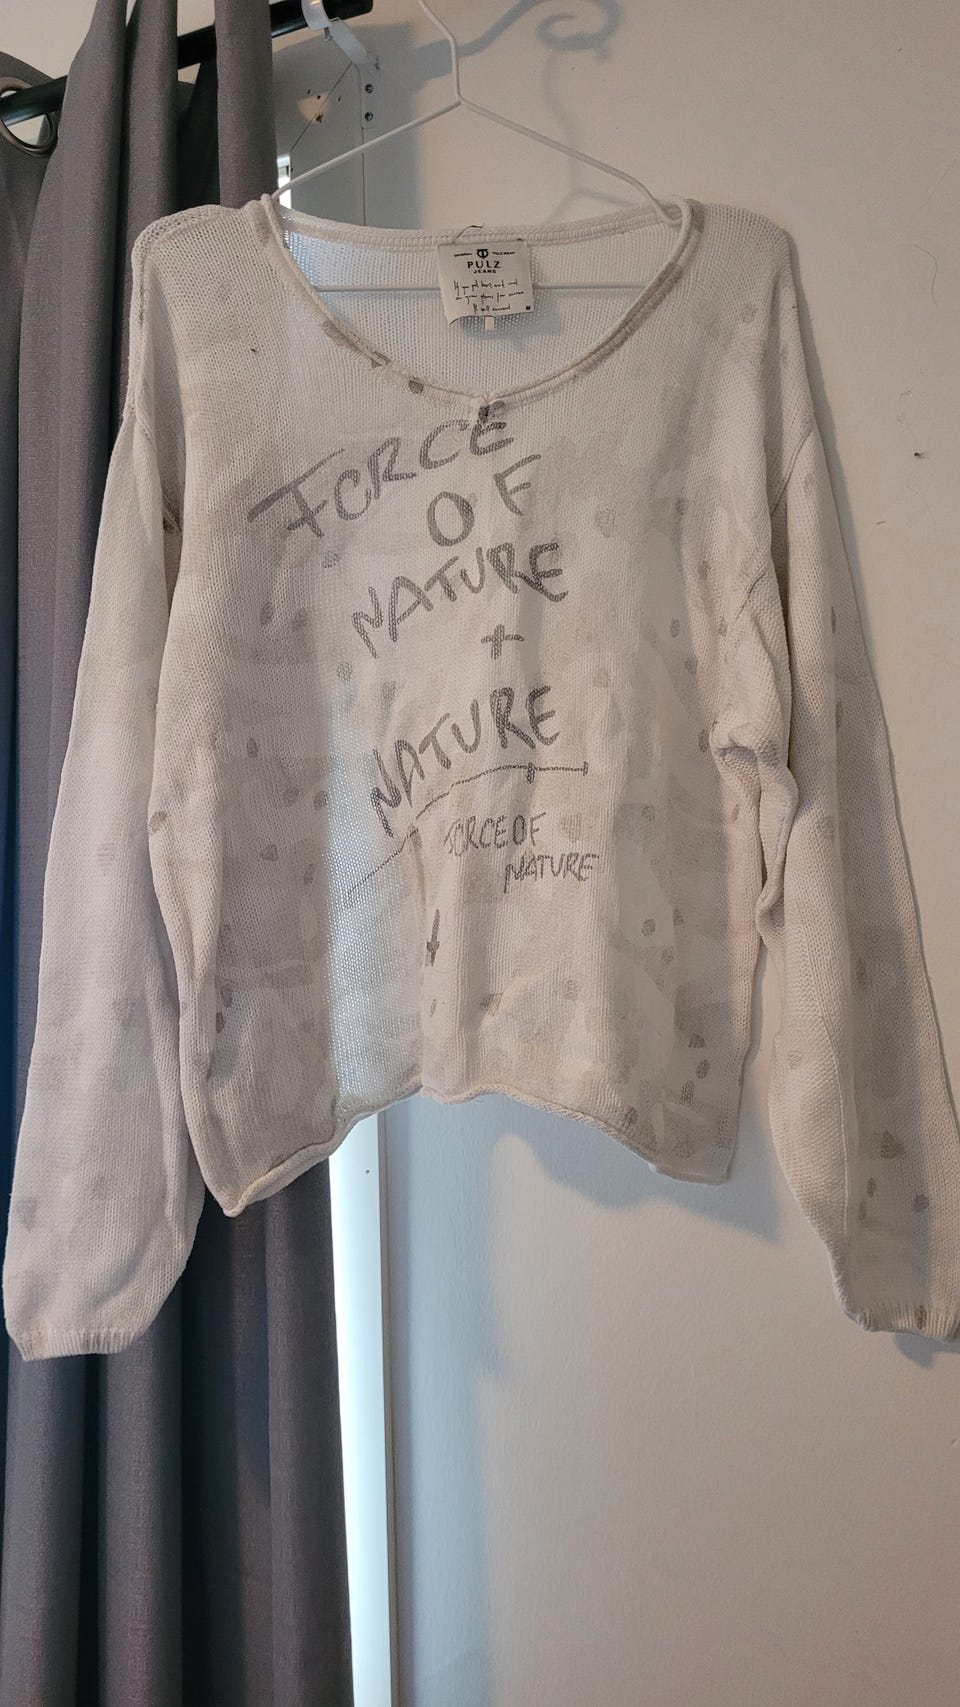 PULZ
JEANS
FORCE
OF
NATURE
+
NATURE
FORCE OF
NATURE